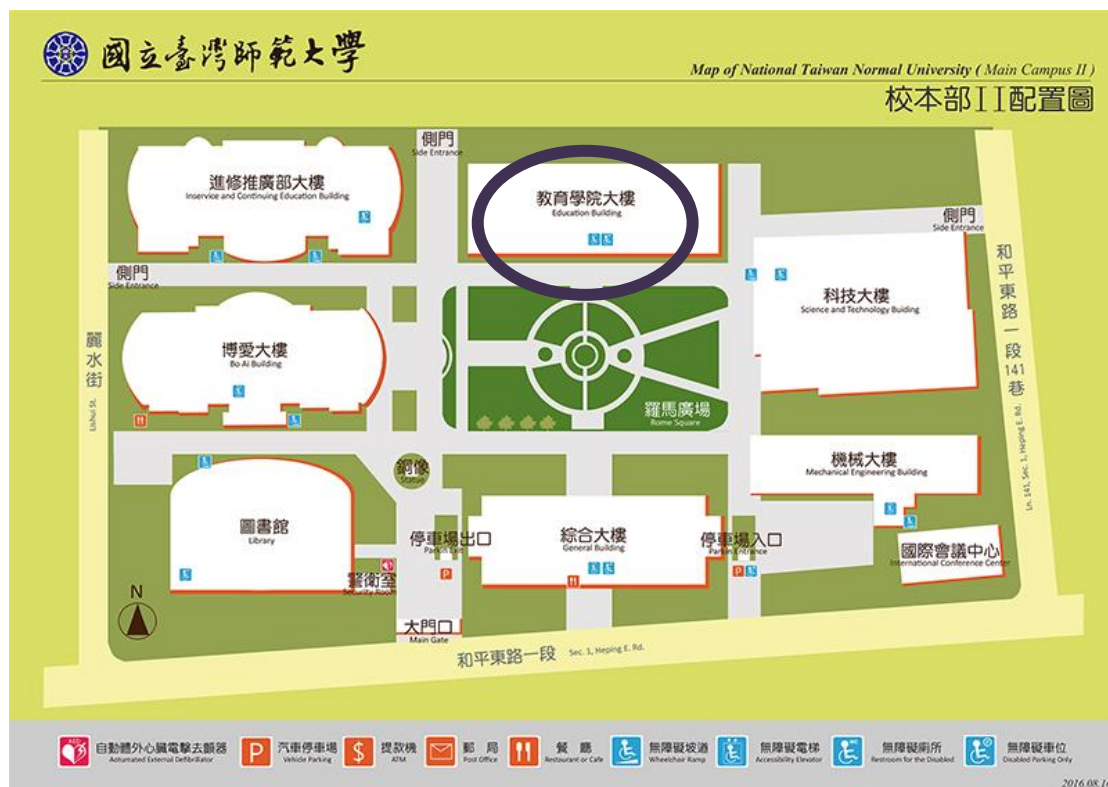 國立臺灣師範大學
Map of National Taiwan Normal University ( Main Campus II )
校本部II配置圖
側門
Side Entrance
進修推廣部大樓
Inservice and Continuing Education Building
教育學院大樓
Education Building
側門
Side Entrance
側門
Side Entrance
科技大樓
Science and Technology Buiding
和平東路一段141巷
Ln. 141, Sec. 1, Heping E. Rd.
麗水街
Lishui St.
博愛大樓
Bo Ai Building
羅馬廣場
Rome Square
機械大樓
Mechanical Engineering Building
銅像
Statue
圖書館
Library
停車場出口
Parkin Exit
綜合大樓
General Building
停車場入口
Parkin Entrance
國際會議中心
International Conference Center
P
P
警衛室
Security Room
N
大門口
Main Gate
和平東路一段 Sec. 1, Heping E. Rd.
AED
自動體外心臟電擊去顫器
Automated External Defibrillator
P
汽車停車場
Vehicle Parking
$
提款機
ATM
郵局
Post Office
餐廳
Restaurant or Cafe
無障礙坡道
Wheelchair Ramp
無障礙電梯
Accessibility Elevator
無障礙廁所
Restroom for the Disabled
無障礙車位
Disabled Parking Only